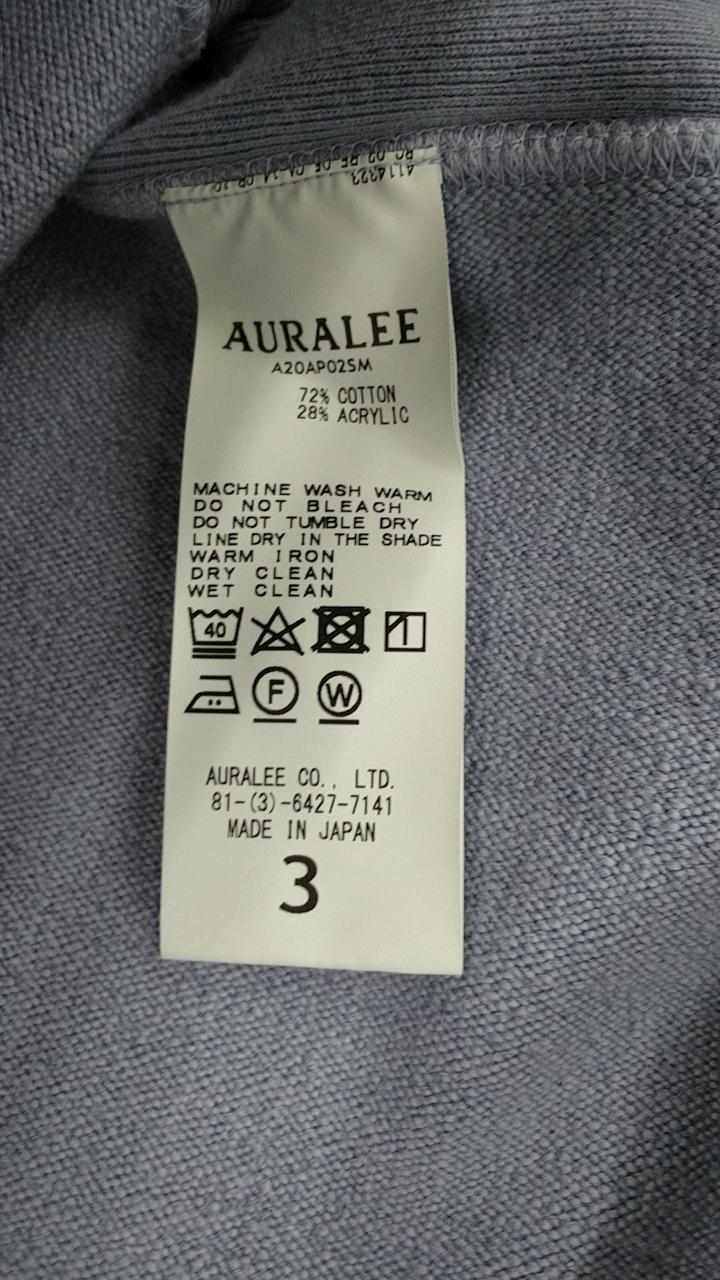 4114323
AURALEE
A20AP02SM
72% COTTON
28% ACRYLIC
MACHINE WASH WARM
DO NOT BLEACH
DO NOT TUMBLE DRY
LINE DRY IN THE SHADE
WARM IRON
DRY CLEAN
WET CLEAN
40
F W
AURALEE CO., LTD.
81-(3)-6427-7141
MADE IN JAPAN
3